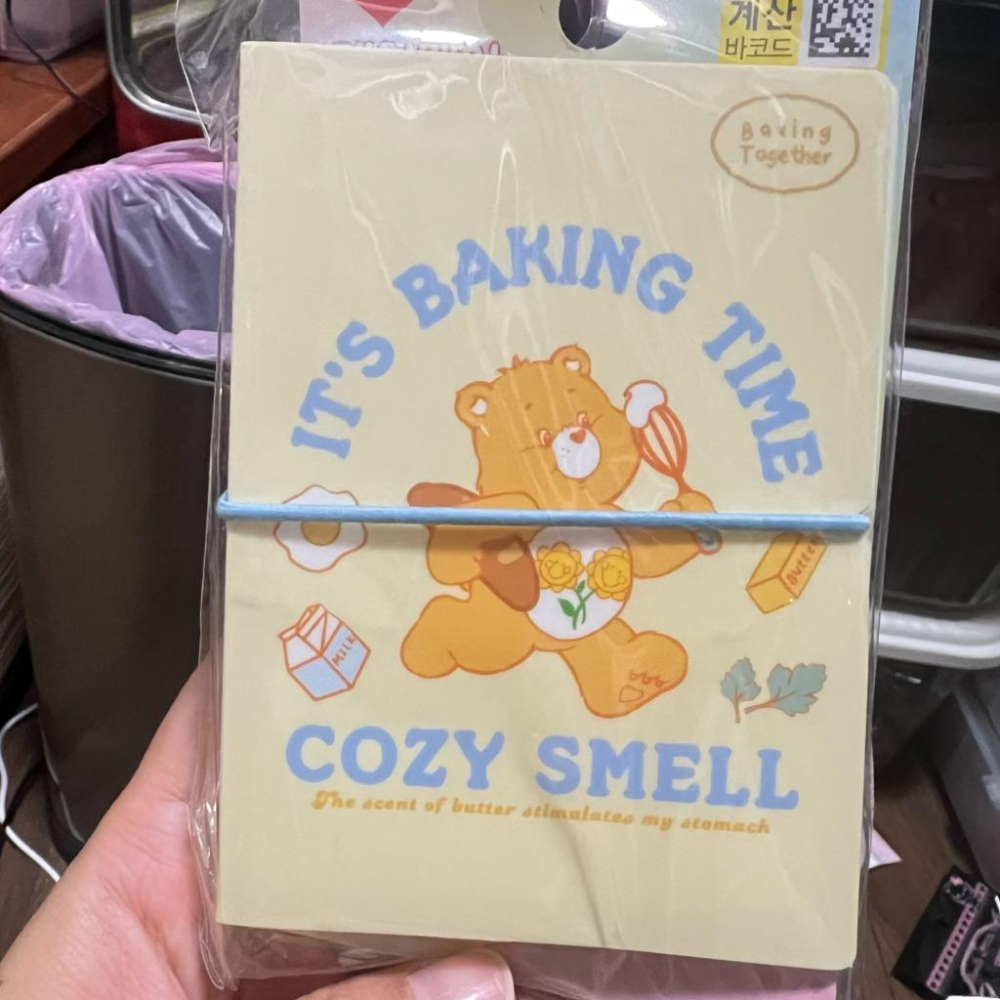 계산
바코드
Baking
Together
IT'S BAKING TIME
BUTTER
MILK
COZY SMELL
The scent of butter stimulates my stomach